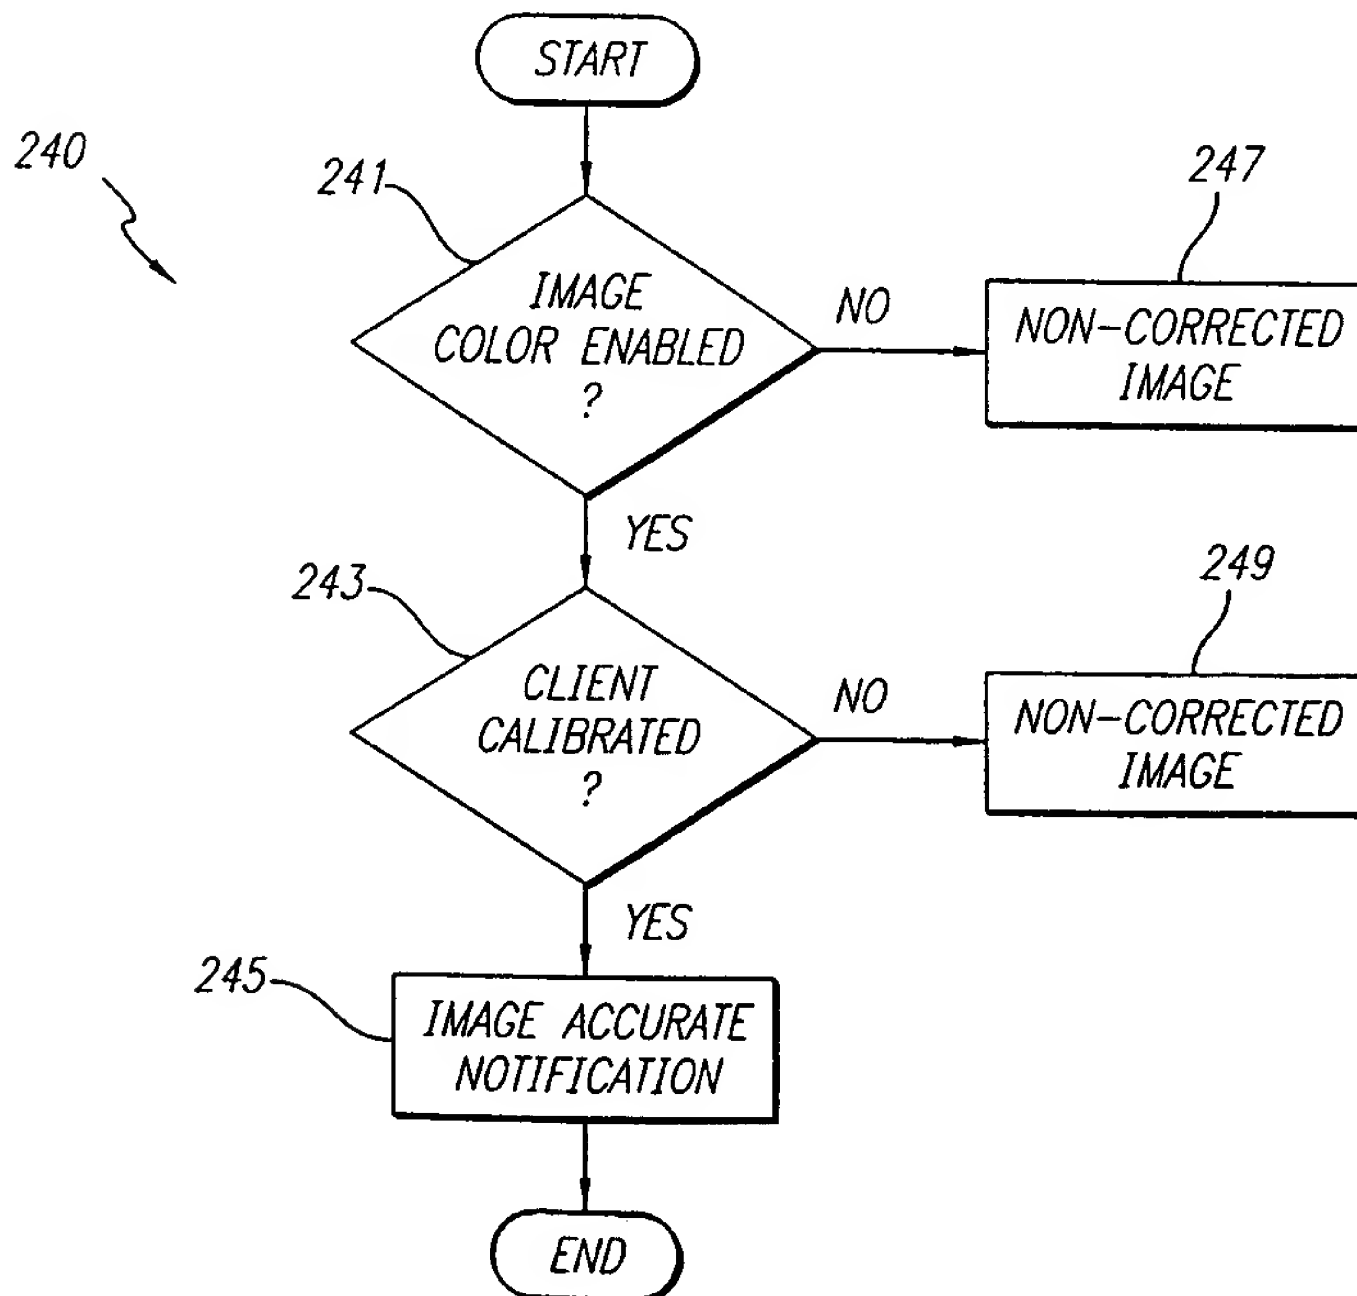 START
240
241
247
IMAGE
COLOR ENABLED
?
NO
NON-CORRECTED
IMAGE
YES
243
249
CLIENT
CALIBRATED
?
NO
NON-CORRECTED
IMAGE
YES
245
IMAGE ACCURATE
NOTIFICATION
END